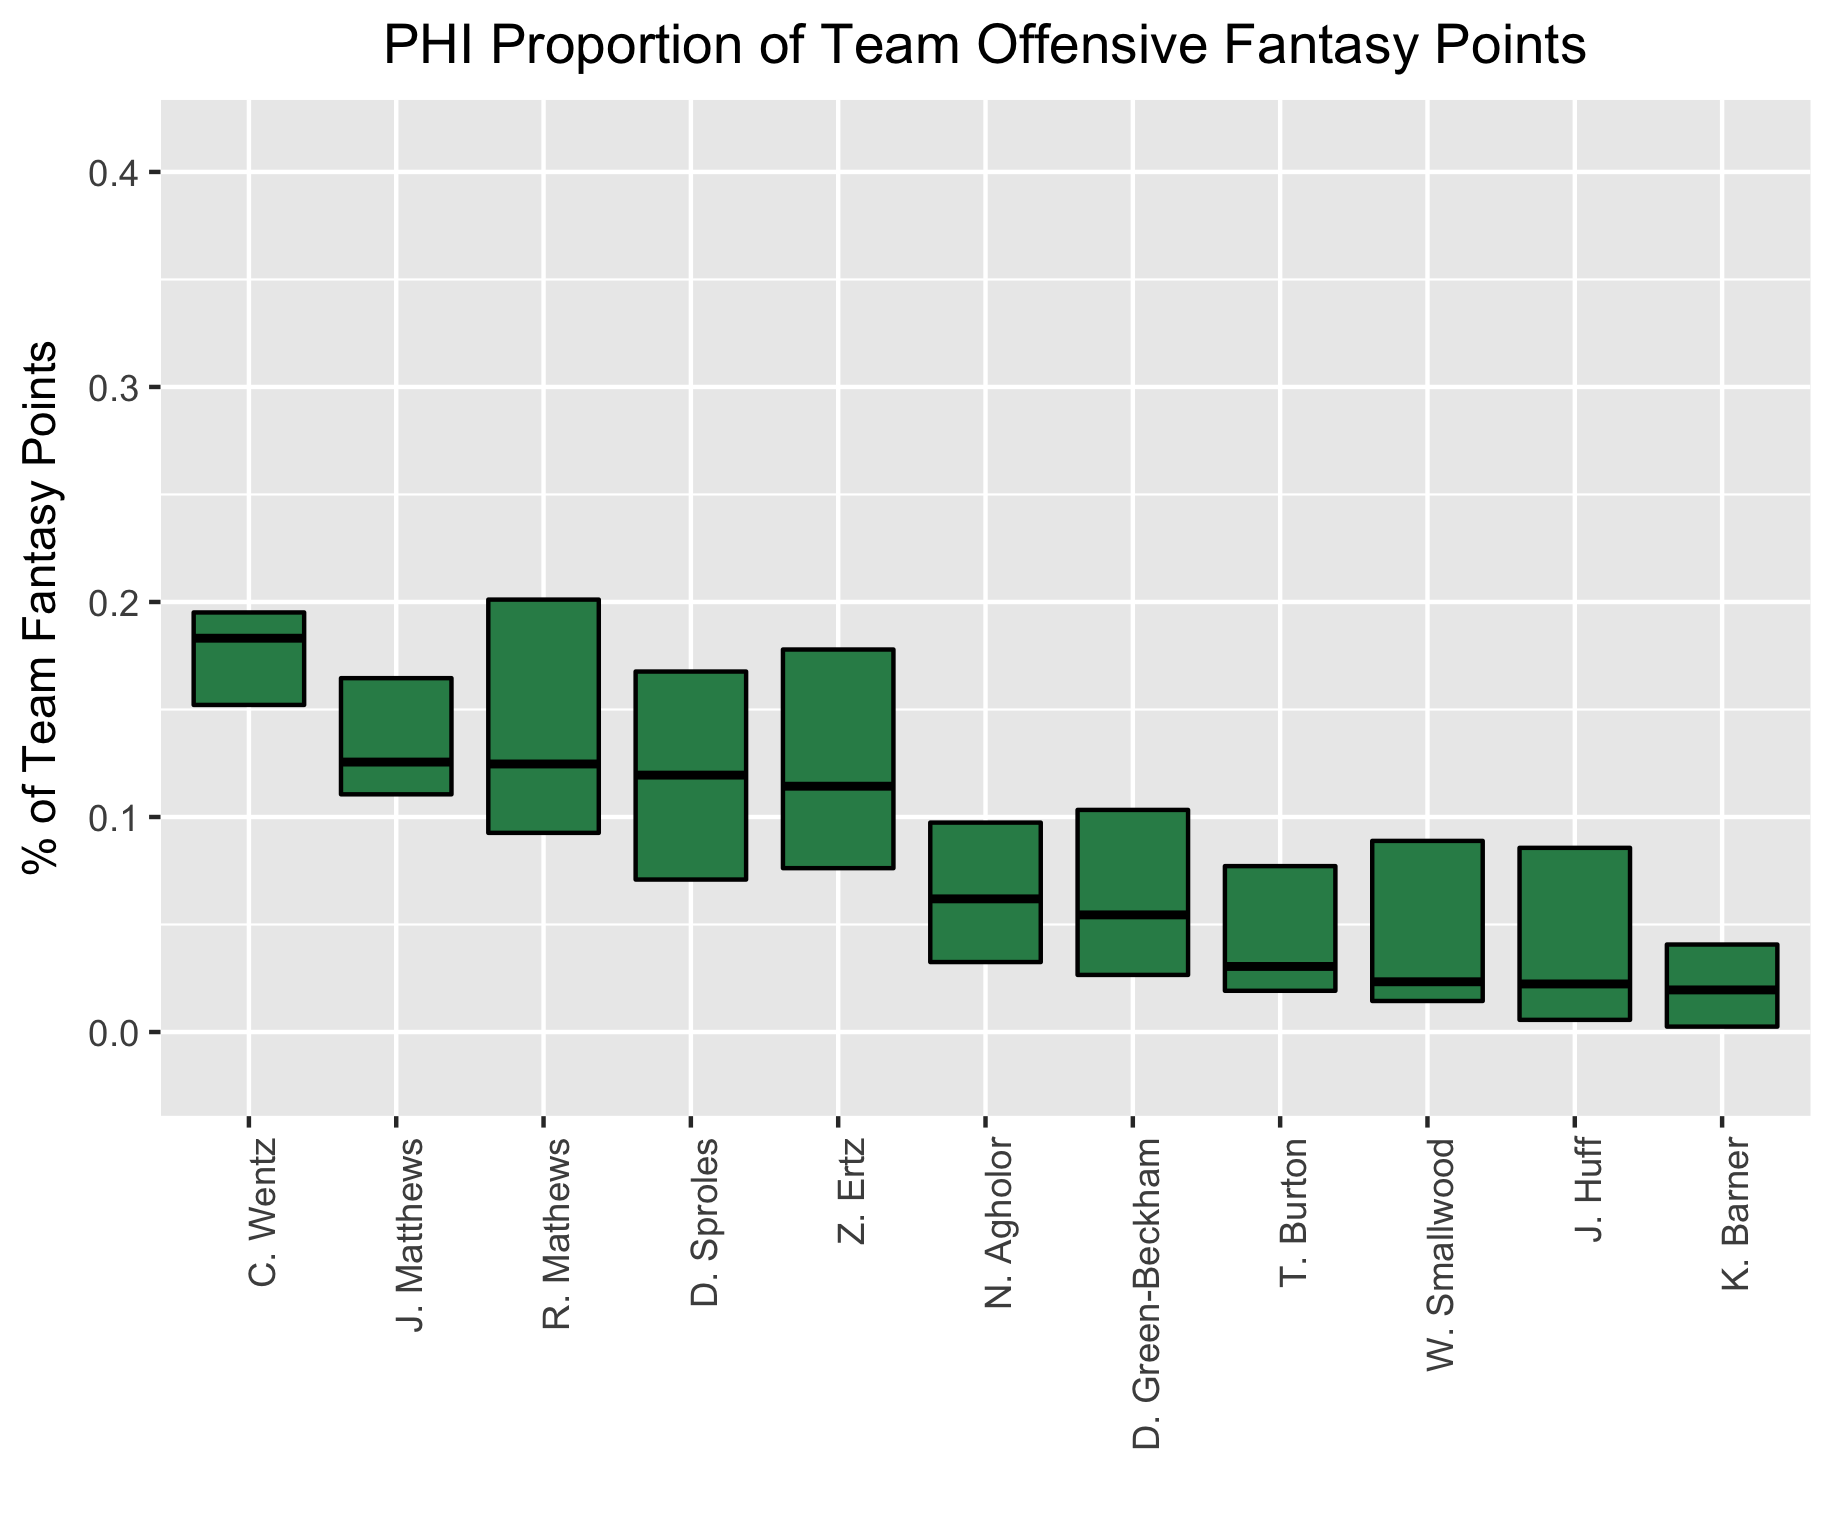 PHI Proportion of Team Offensive Fantasy Points
% of Team Fantasy Points
0.4
0.3
0.2
0.1
0.0
C. Wentz
J. Matthews
R. Mathews
D. Sproles
Z. Ertz
N. Agholor
D. Green-Beckham
T. Burton
W. Smallwood
J. Huff
K. Barner